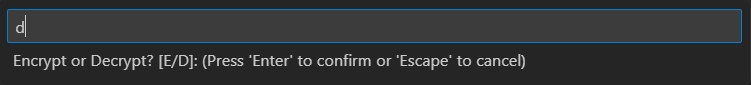 d
Encrypt or Decrypt? [E/D]: (Press 'Enter' to confirm or 'Escape' to cancel)